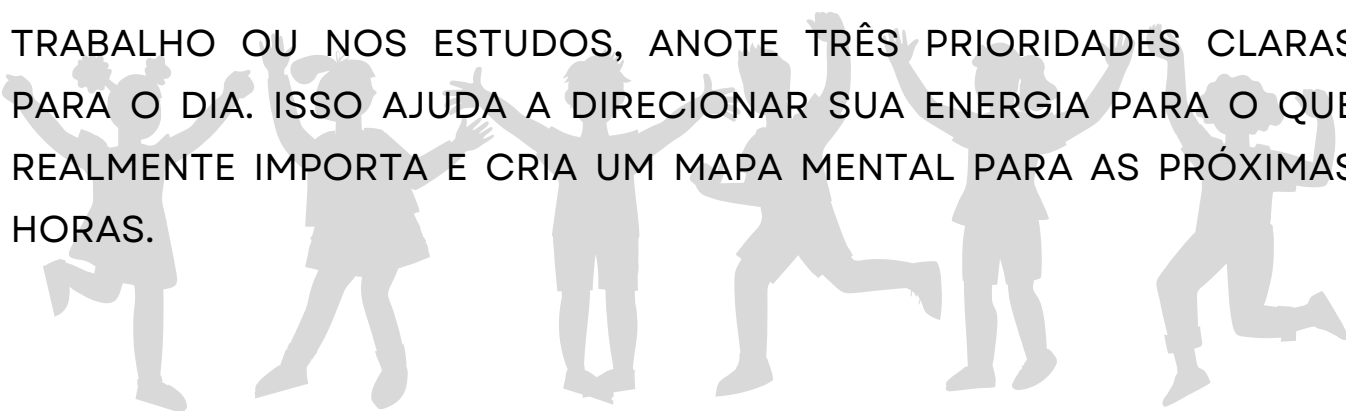 TRABALHO OU NOS ESTUDOS, ANOTE TRÊS PRIORIDADES CLARAS
PARA O DIA. ISSO AJUDA A DIRECIONAR SUA ENERGIA PARA O QUE
REALMENTE IMPORTA E CRIA UM MAPA MENTAL PARA AS PRÓXIMAS
HORAS.